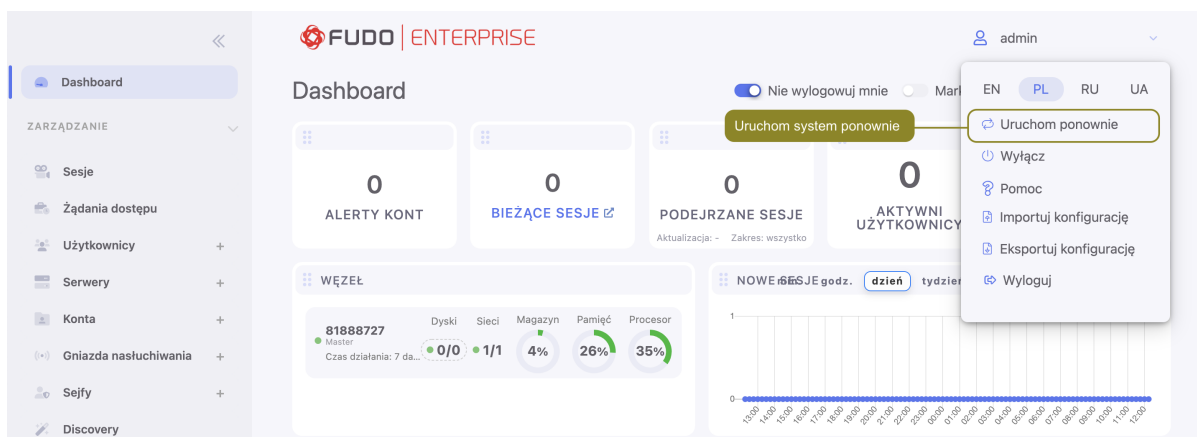 FUDO ENTERPRISE
admin
Dashboard
ZARZĄDZANIE
Sesje
Żądania dostępu
Użytkownicy +
Serwery +
Konta +
Gniazda nasłuchiwania +
Sejfy +
Discovery
Dashboard
Nie wylogowuj mnie
EN PL RU UA
Uruchom system ponownie
Uruchom ponownie
Wyłącz
Pomoc
Importuj konfigurację
Eksportuj konfigurację
Wyloguj
0
ALERTY KONT
0
BIEŻĄCE SESJE
0
PODEJRZANE SESJE
Aktualizacja: - Zakres: wszystko
0
AKTYWNI
UŻYTKOWNICY
WĘZEŁ
81888727
Master
Czas działania: 7 da...
Dyski Sieci Magazyn Pamięć Procesor
0/0 1/1 4% 26% 35%
NOWE SESJE godz. dzień
1
0
13:00 14:00 15:00 16:00 17:00 18:00 19:00 20:00 21:00 22:00 23:00 00:00 01:00 02:00 03:00 04:00 05:00 06:00 07:00 08:00 09:00 10:00 11:00 12:00